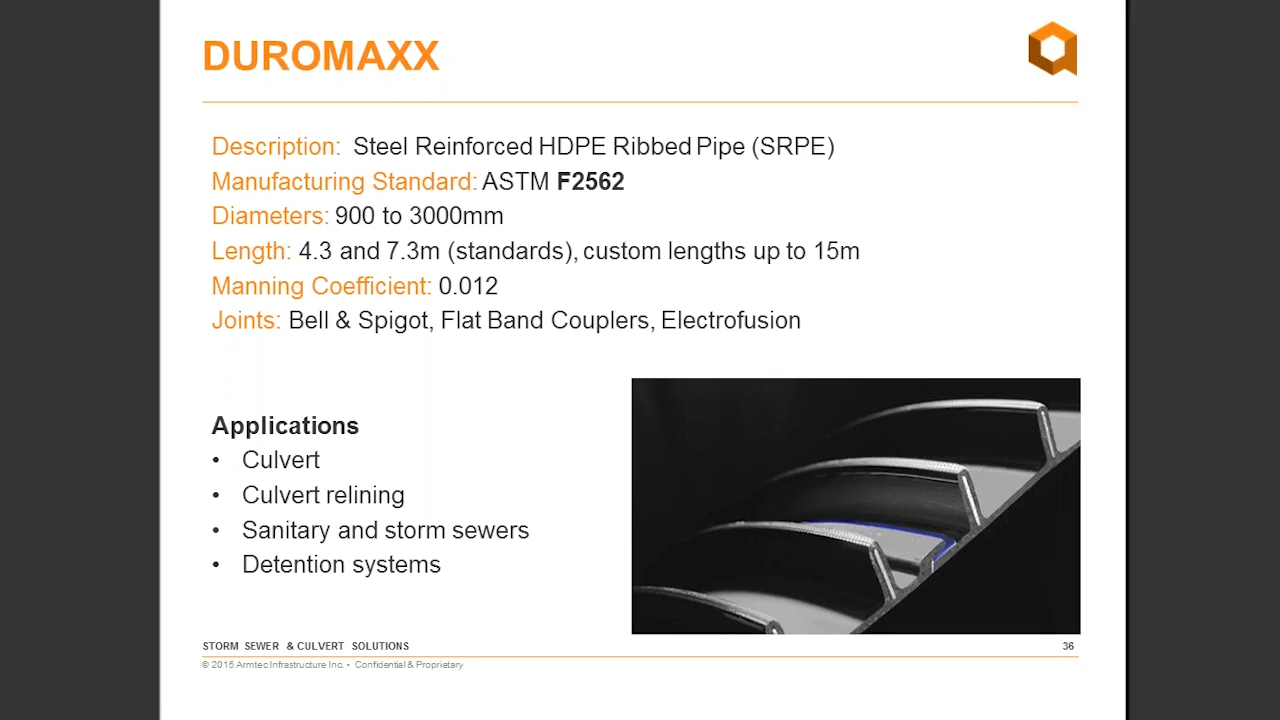 DUROMAXX
Description: Steel Reinforced HDPE Ribbed Pipe (SRPE)
Manufacturing Standard: ASTM F2562
Diameters: 900 to 3000mm
Length: 4.3 and 7.3m (standards), custom lengths up to 15m
Manning Coefficient: 0.012
Joints: Bell & Spigot, Flat Band Couplers, Electrofusion
Applications
• Culvert
• Culvert relining
• Sanitary and storm sewers
• Detention systems
STORM SEWER & CULVERT SOLUTIONS 36
© 2015 Armtec Infrastructure Inc. • Confidential & Proprietary